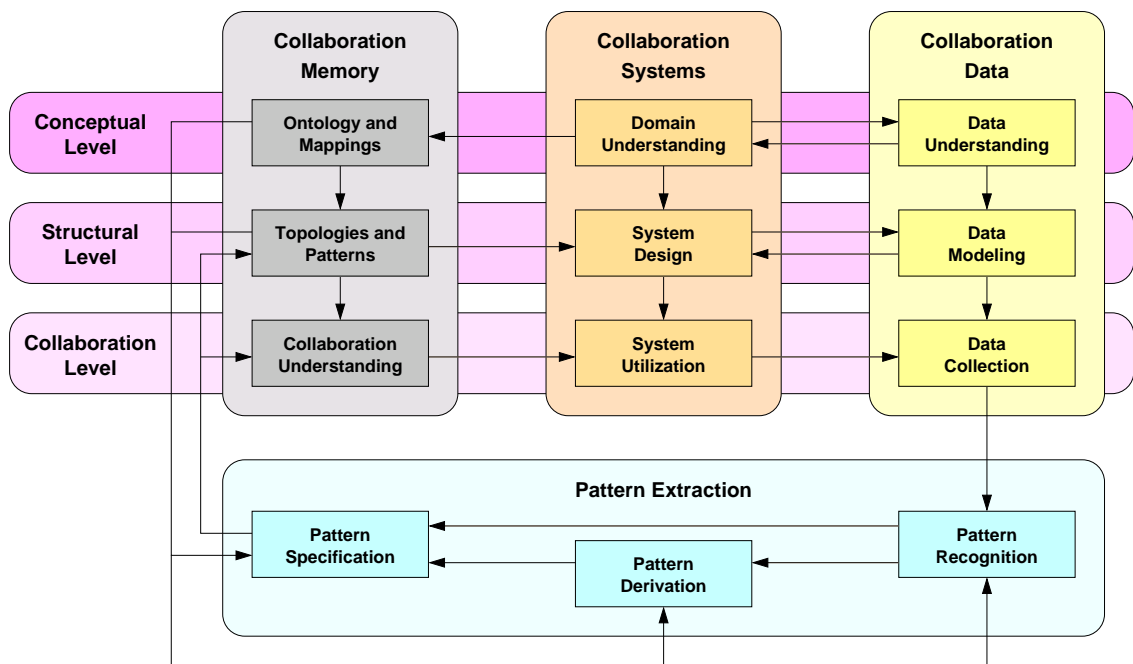 Collaboration
Memory
Collaboration
Systems
Collaboration
Data
Conceptual
Level
Ontology and
Mappings
Domain
Understanding
Data
Understanding
Structural
Level
Topologies and
Patterns
System
Design
Data
Modeling
Collaboration
Level
Collaboration
Understanding
System
Utilization
Data
Collection
Pattern Extraction
Pattern
Specification
Pattern
Derivation
Pattern
Recognition